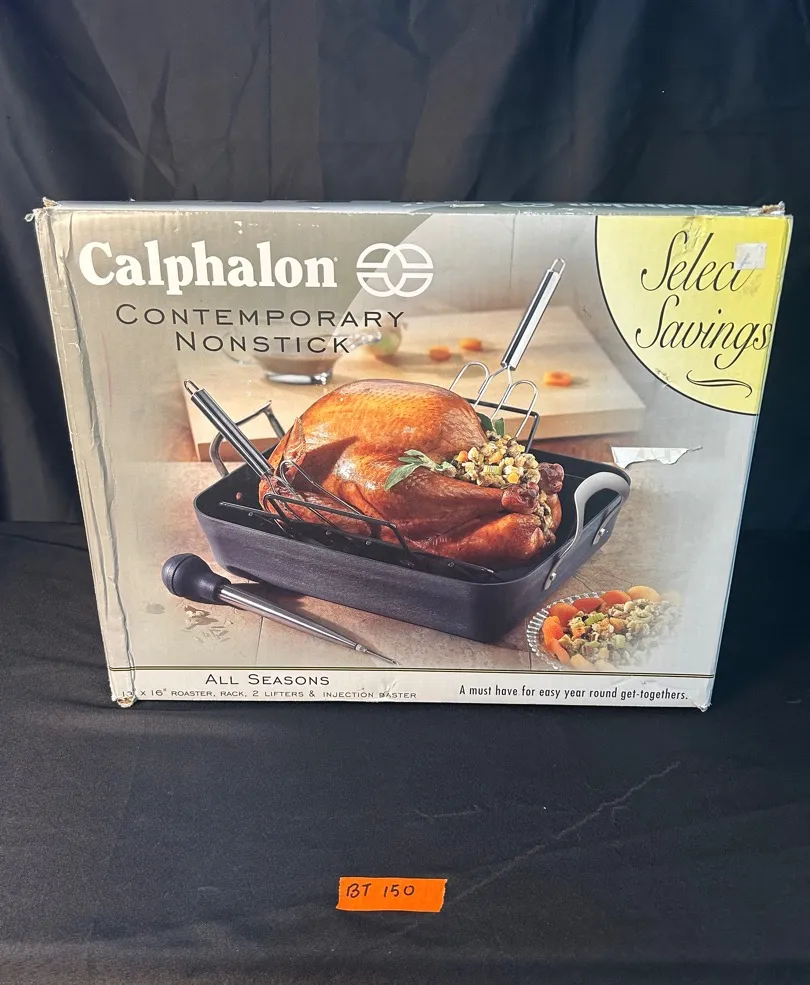 Calphalon
CONTEMPORARY
NONSTICK
Select
Savings
ALL SEASONS
x 16" ROASTER, RACK, 2 LIFTERS & INJECTION BASTER
A must have for easy year round get-togethers.
BT 150